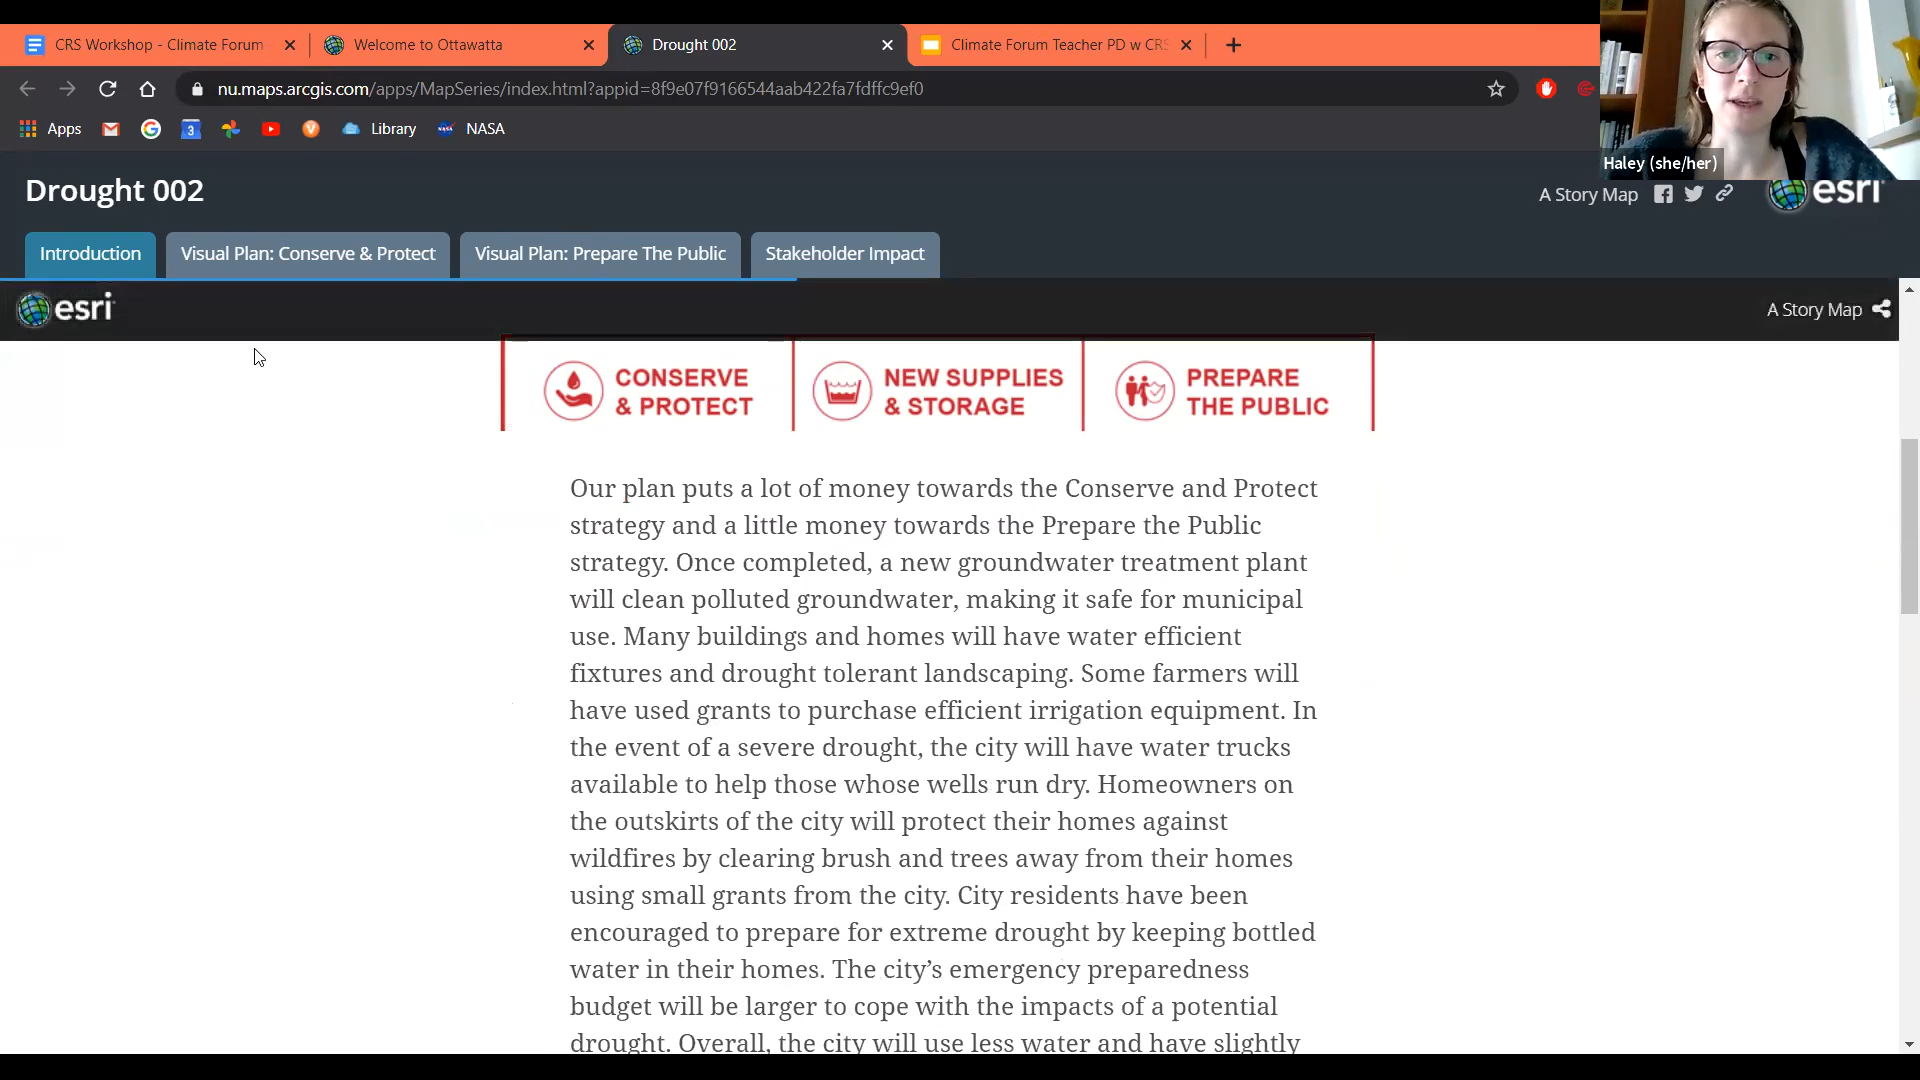 CRS Workshop - Climate Forum
Welcome to Ottawatta
Drought 002
Climate Forum Teacher PD w CRS
nu.maps.arcgis.com/apps/MapSeries/index.html?appid=8f9e07f9166544aab422fa7fdffc9ef0
Apps
3
Library
NASA
Haley (she/her)
Drought 002
A Story Map
esri
Introduction
Visual Plan: Conserve & Protect
Visual Plan: Prepare The Public
Stakeholder Impact
esri
A Story Map
CONSERVE
& PROTECT
NEW SUPPLIES
& STORAGE
PREPARE
THE PUBLIC
Our plan puts a lot of money towards the Conserve and Protect
strategy and a little money towards the Prepare the Public
strategy. Once completed, a new groundwater treatment plant
will clean polluted groundwater, making it safe for municipal
use. Many buildings and homes will have water efficient
fixtures and drought tolerant landscaping. Some farmers will
have used grants to purchase efficient irrigation equipment. In
the event of a severe drought, the city will have water trucks
available to help those whose wells run dry. Homeowners on
the outskirts of the city will protect their homes against
wildfires by clearing brush and trees away from their homes
using small grants from the city. City residents have been
encouraged to prepare for extreme drought by keeping bottled
water in their homes. The city’s emergency preparedness
budget will be larger to cope with the impacts of a potential
drought. Overall, the city will use less water and have slightly